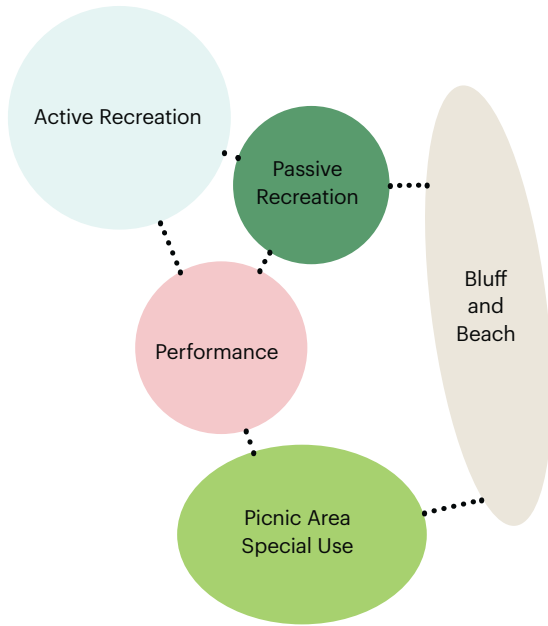 Active Recreation
Passive
Recreation
Bluff
and
Beach
Performance
Picnic Area
Special Use